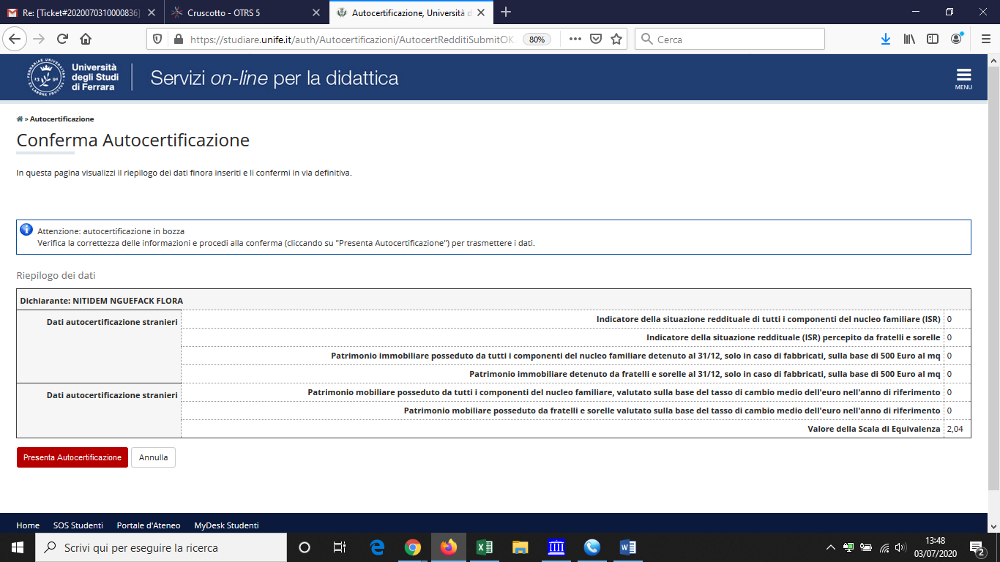 Re: [Ticket#2020070310000836]
Cruscotto - OTRS 5
Autocertificazione, Università d
https://studiare.unife.it/auth/Autocertificazioni/AutocertRedditiSubmitOK.
80%
Cerca
Università
degli Studi
di Ferrara
Servizi on-line per la didattica
MENU
» Autocertificazione
Conferma Autocertificazione
In questa pagina visualizzi il riepilogo dei dati finora inseriti e li confermi in via definitiva.
Attenzione: autocertificazione in bozza
Verifica la correttezza delle informazioni e procedi alla conferma (cliccando su "Presenta Autocertificazione") per trasmettere i dati.
Riepilogo dei dati
Dichiarante: NITIDEM NGUEFACK FLORA
Dati autocertificazione stranieri
Indicatore della situazione reddituale di tutti i componenti del nucleo familiare (ISR) 0
Indicatore della situazione reddituale (ISR) percepito da fratelli e sorelle 0
Patrimonio immobiliare posseduto da tutti i componenti del nucleo familiare detenuto al 31/12, solo in caso di fabbricati, sulla base di 500 Euro al mq 0
Patrimonio immobiliare detenuto da fratelli e sorelle al 31/12, solo in caso di fabbricati, sulla base di 500 Euro al mq 0
Dati autocertificazione stranieri
Patrimonio mobiliare posseduto da tutti i componenti del nucleo familiare, valutato sulla base del tasso di cambio medio dell'euro nell'anno di riferimento 0
Patrimonio mobiliare posseduto da fratelli e sorelle valutato sulla base del tasso di cambio medio dell'euro nell'anno di riferimento 0
Valore della Scala di Equivalenza 2,04
Presenta Autocertificazione
Annulla
Home SOS Studenti Portale d'Ateneo MyDesk Studenti
Scrivi qui per eseguire la ricerca
13:48
03/07/2020
2